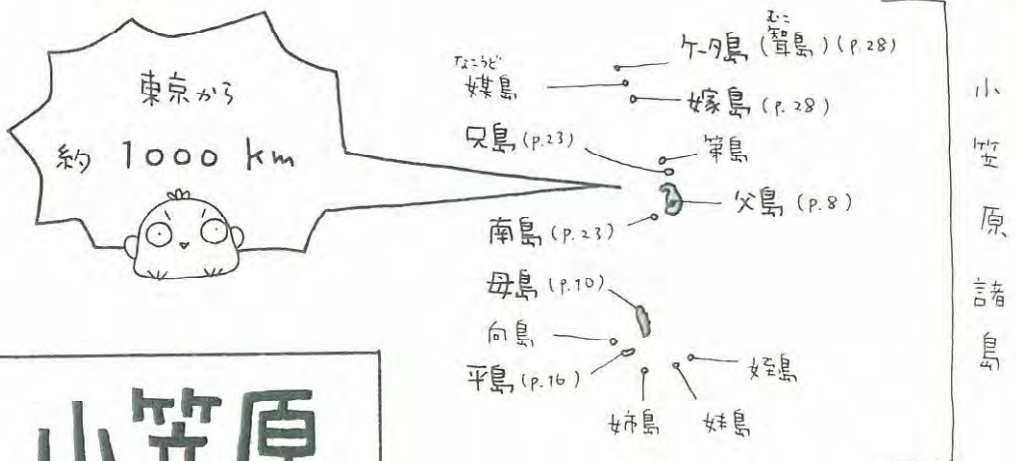 東京から
約 1000 km
むこ
ケータ島 (聟島) (p.28)
なこうど
媒島
嫁島 (p.28)
兄島 (p.23)
弟島
父島 (p.8)
南島 (p.23)
母島 (p.10)
向島
平島 (p.16)
姪島
姉島
妹島
小笠原諸島
小笠原